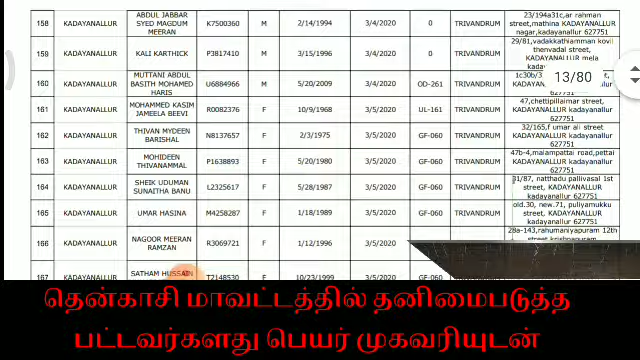 158 KADAYANALLUR ABDUL JABBAR SYED MAGDUM MEERAN K7500360 M 2/14/1994 3/4/2020 0 TRIVANDRUM 23/194a31c,ar rahman street,mathina KADAYANALLUR nagar,kadayanallur 627751
159 KADAYANALLUR KALI KARTHICK P3817410 M 3/15/1996 3/4/2020 0 TRIVANDRUM 29/81,vadakkathiamman kovil thenvadal street, KADAYANALLUR mela
160 KADAYANALLUR MUTTANI ABDUL BASITH MOHAMED HARIS U6884966 M 5/20/2009 3/4/2020 OD-261 TRIVANDRUM 1c30b/3 627751
13/80
161 KADAYANALLUR MOHAMMED KASIM JAMEELA BEEVI R0082376 F 10/9/1968 3/5/2020 UL-161 TRIVANDRUM 47,chettipillaimar street, KADAYANALLUR kadayanallur 627751
162 KADAYANALLUR THIVAN MYDEEN BARISHAL N8137657 F 2/3/1975 3/5/2020 GF-060 TRIVANDRUM 32/165,f umar ali street KADAYANALLUR kadayanallur 627751
163 KADAYANALLUR MOHIDEEN THIVANAMMAL P1638893 F 5/20/1980 3/5/2020 GF-060 TRIVANDRUM 47b-4,malampattai road,pettai KADAYANALLUR kadayanallur 627751
164 KADAYANALLUR SHEIK UDUMAN SUNAITHA BANU L2325617 F 5/28/1987 3/5/2020 GF-060 TRIVANDRUM 31/87, natthadu pallivasal 1st street, KADAYANALLUR kadayanallur 627751
165 KADAYANALLUR UMAR HASINA M4258287 F 1/18/1989 3/5/2020 GF-060 TRIVANDRUM old.30, new.71, puliyamukku street, KADAYANALLUR kadayanallur 627751
166 KADAYANALLUR NAGOOR MEERAN RAMZAN R3069721 F 1/12/1996 3/5/2020 GF-060 28a-143,rahumaniyapuram 12th
167 KADAYANALLUR SATHAM HUSSAIN T2148530 F 10/23/1999 3/5/2020 GF-060
தென்காசி மாவட்டத்தில் தனிமைபடுத்த
பட்டவர்களது பெயர் முகவரியுடன்